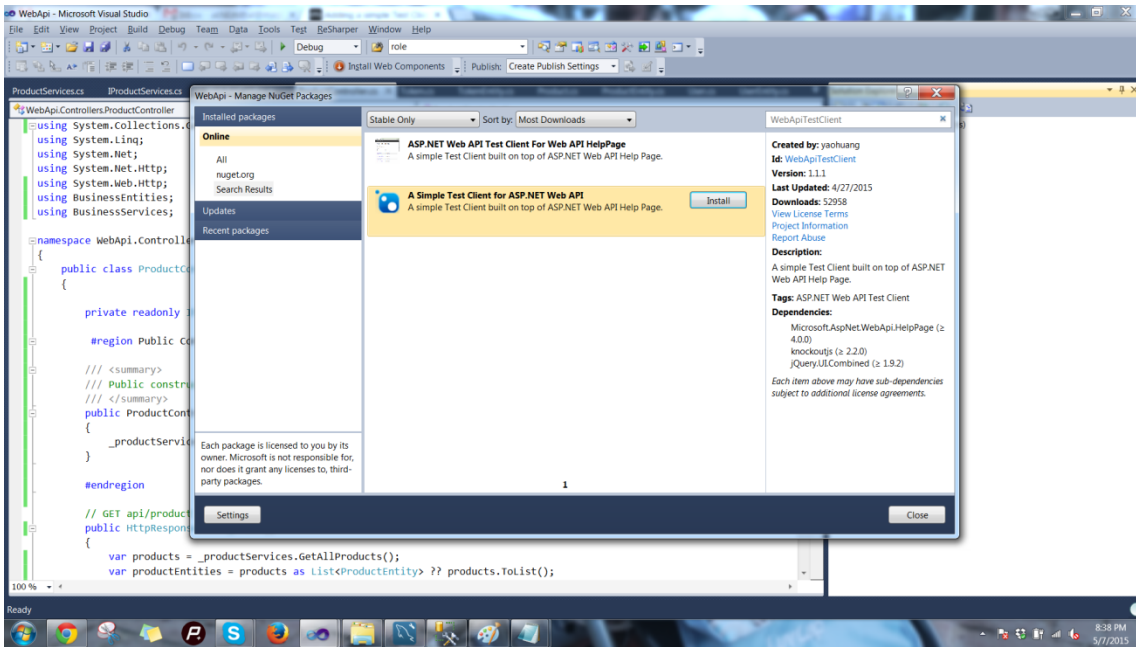 WebApi - Microsoft Visual Studio
File Edit View Project Build Debug Team Data Tools Test ReSharper Window Help
Debug role
Install Web Components Publish: Create Publish Settings
ProductServices.cs IProductServices.cs
WebApi.Controllers.ProductController
using System.Collections.G
using System.Linq;
using System.Net;
using System.Net.Http;
using System.Web.Http;
using BusinessEntities;
using BusinessServices;
namespace WebApi.Controlle
{
public class ProductCo
{
private readonly I
#region Public Co
/// <summary>
/// Public constru
/// </summary>
public ProductCont
{
_productServic
}
#endregion
// GET api/product
public HttpRespons
{
var products = _productServices.GetAllProducts();
var productEntities = products as List<ProductEntity> ?? products.ToList();
100 %
Ready
WebApi - Manage NuGet Packages
Installed packages
Online
All
nuget.org
Search Results
Updates
Recent packages
Each package is licensed to you by its
owner. Microsoft is not responsible for,
nor does it grant any licenses to, third-
party packages.
Stable Only Sort by: Most Downloads
ASP.NET Web API Test Client For Web API HelpPage
A simple Test Client built on top of ASP.NET Web API Help Page.
A Simple Test Client for ASP.NET Web API
A simple Test Client built on top of ASP.NET Web API Help Page.
Install
1
WebApiTestClient
Created by: yaohuang
Id: WebApiTestClient
Version: 1.1.1
Last Updated: 4/27/2015
Downloads: 52958
View License Terms
Project Information
Report Abuse
Description:
A simple Test Client built on top of ASP.NET
Web API Help Page.
Tags: ASP.NET Web API Test Client
Dependencies:
Microsoft.AspNet.WebApi.HelpPage (≥
4.0.0)
knockoutjs (≥ 2.2.0)
jQuery.UI.Combined (≥ 1.9.2)
Each item above may have sub-dependencies
subject to additional license agreements.
Settings
Close
8:38 PM
5/7/2015